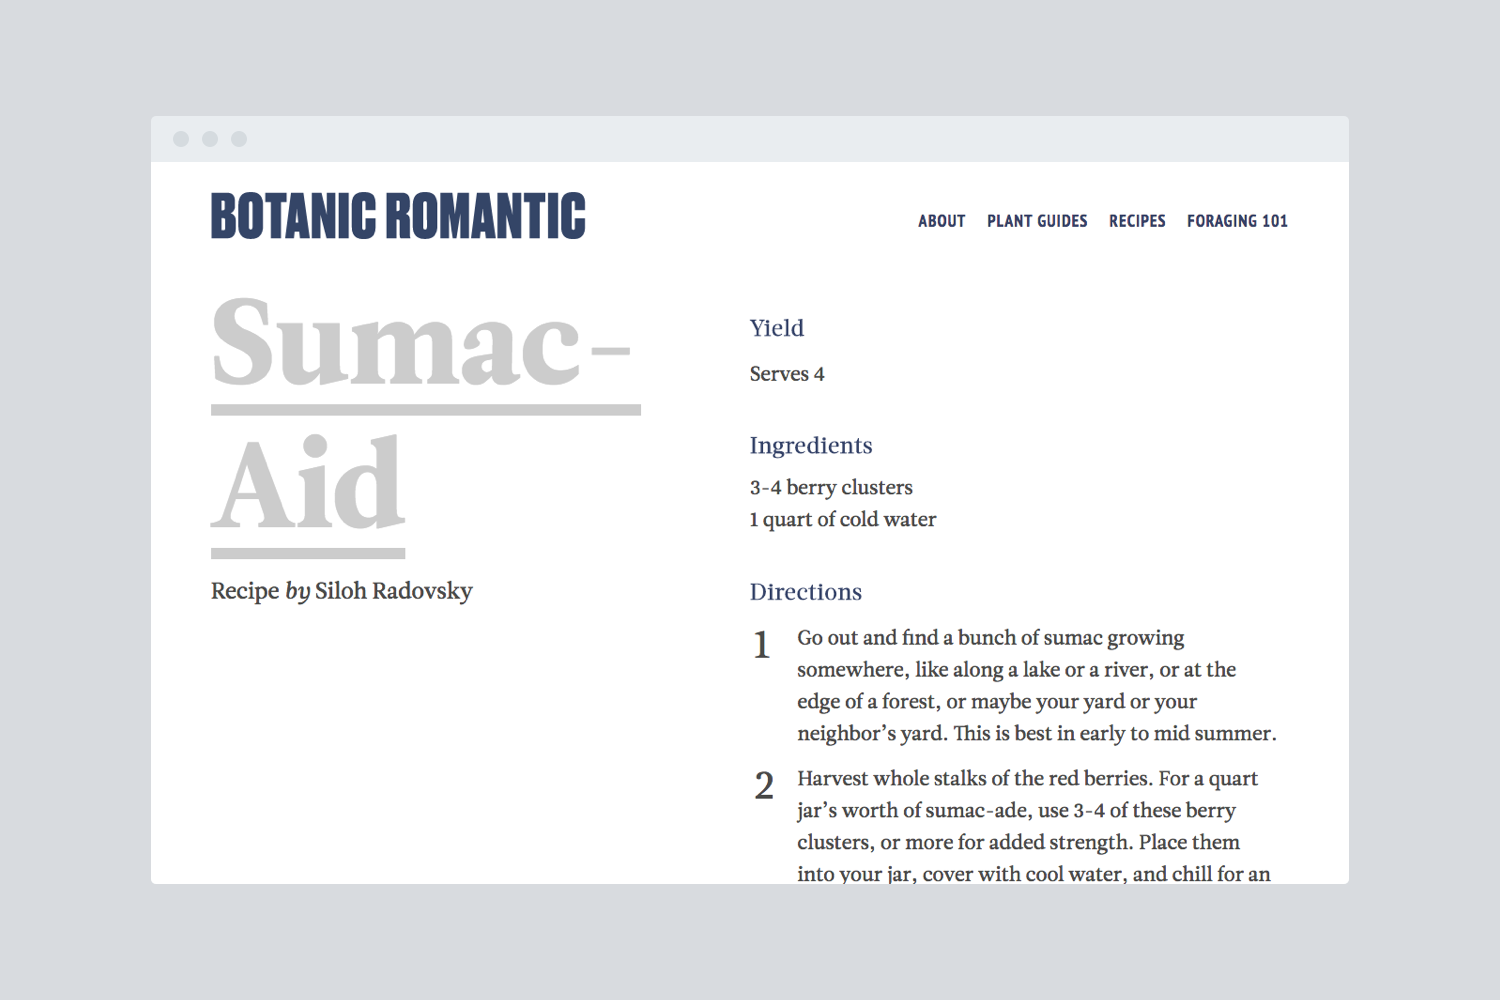 BOTANIC ROMANTIC
ABOUT PLANT GUIDES RECIPES FORAGING 101
Sumac-
Aid
Recipe by Siloh Radovsky
Yield
Serves 4
Ingredients
3-4 berry clusters
1 quart of cold water
Directions
1 Go out and find a bunch of sumac growing
somewhere, like along a lake or a river, or at the
edge of a forest, or maybe your yard or your
neighbor’s yard. This is best in early to mid summer.
2 Harvest whole stalks of the red berries. For a quart
jar’s worth of sumac-ade, use 3-4 of these berry
clusters, or more for added strength. Place them
into your jar, cover with cool water, and chill for an